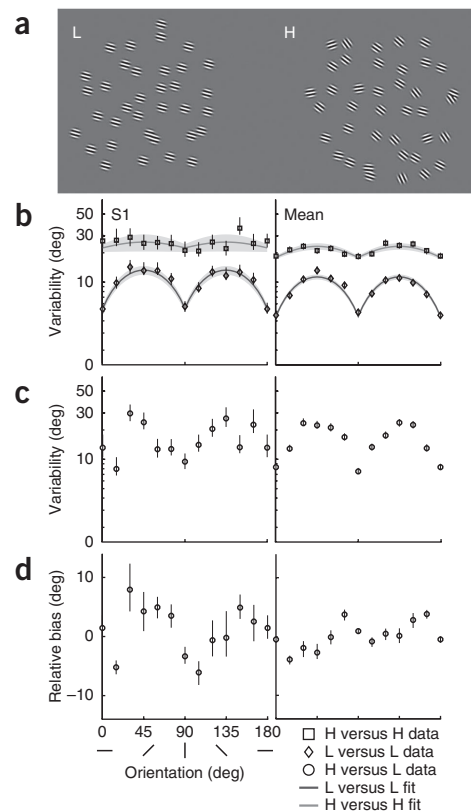 a
L
H
b
S1
Mean
Variability (deg)
50
30
10
0
c
Variability (deg)
50
30
10
0
d
Relative bias (deg)
10
0
−10
0
45
90
135
180
Orientation (deg)
H versus H data
L versus L data
H versus L data
L versus L fit
H versus H fit